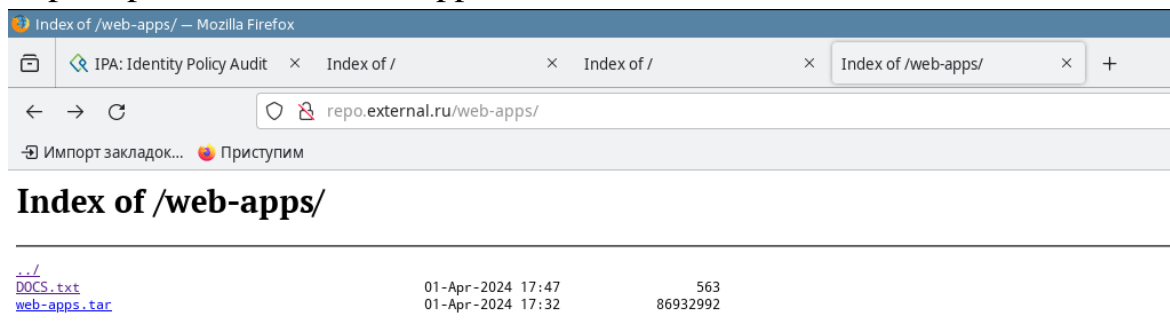 Index of /web-apps/ — Mozilla Firefox
IPA: Identity Policy Audit × Index of / × Index of / × Index of /web-apps/ × +
repo.external.ru/web-apps/
Импорт закладок... Приступим
Index of /web-apps/
../
DOCS.txt 01-Apr-2024 17:47 563
web-apps.tar 01-Apr-2024 17:32 86932992